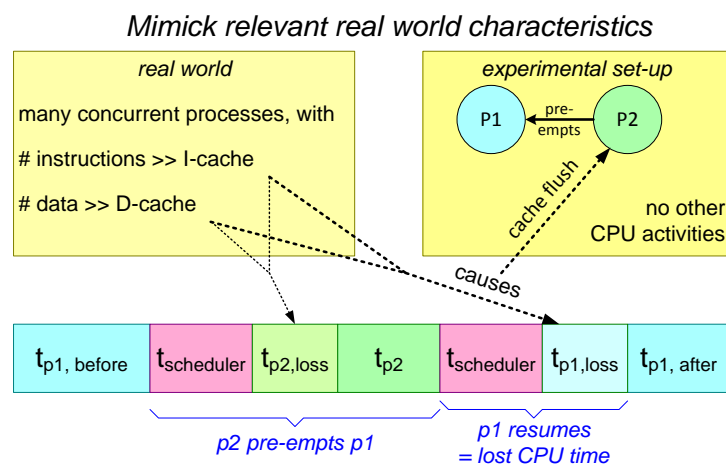 Mimick relevant real world characteristics
real world
many concurrent processes, with
# instructions >> I-cache
# data >> D-cache
experimental set-up
P1
pre-
empts
P2
cache flush
no other
CPU activities
causes
tp1, before
tscheduler
tp2,loss
tp2
tscheduler
tp1,loss
tp1, after
p2 pre-empts p1
p1 resumes
= lost CPU time